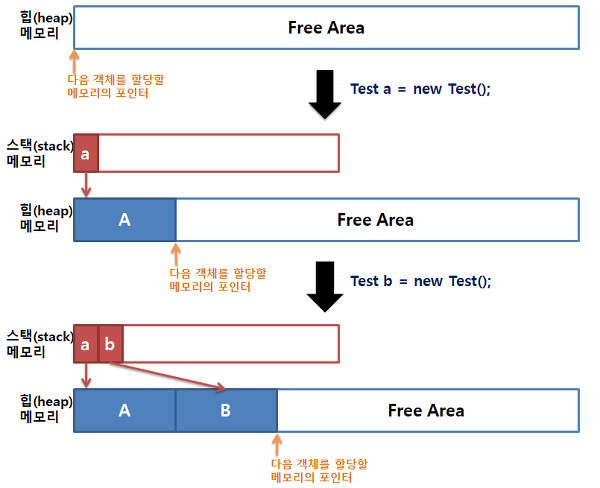 힙(heap)
메모리
Free Area
다음 객체를 할당할
메모리의 포인터
Test a = new Test();
스택(stack)
메모리
a
힙(heap)
메모리
A
Free Area
다음 객체를 할당할
메모리의 포인터
Test b = new Test();
스택(stack)
메모리
a
b
힙(heap)
메모리
A
B
Free Area
다음 객체를 할당할
메모리의 포인터